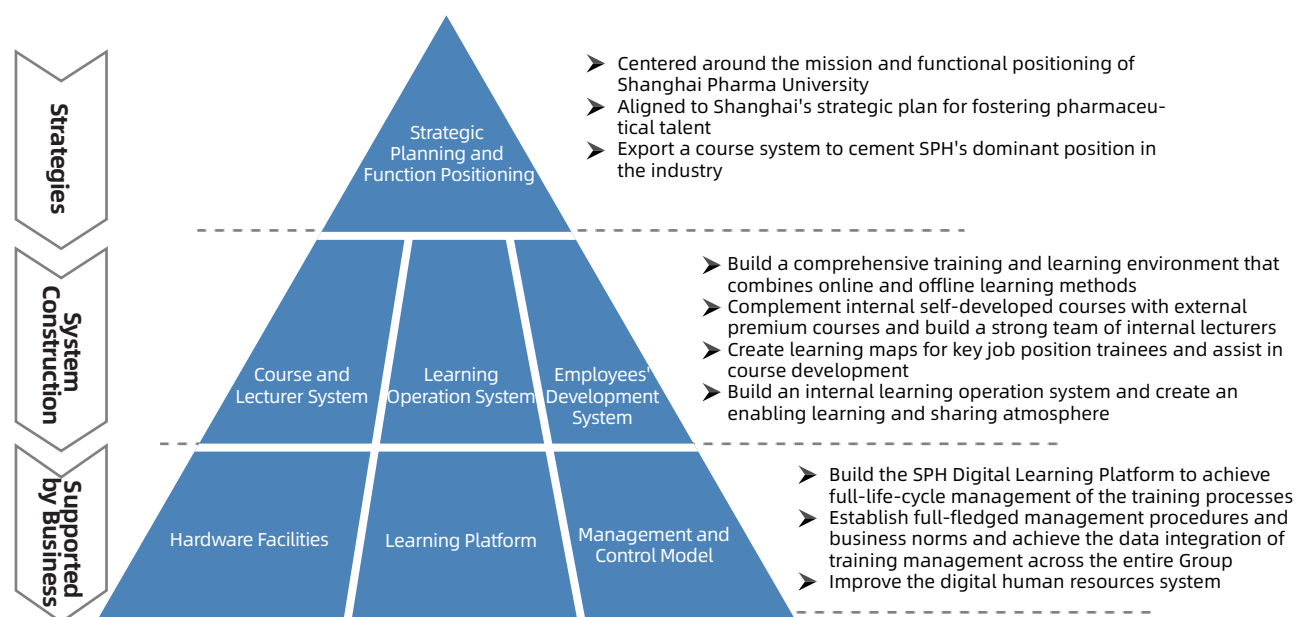 Strategies
Strategic
Planning and
Function Positioning
Centered around the mission and functional positioning of
Shanghai Pharma University
Aligned to Shanghai's strategic plan for fostering pharmaceu-
tical talent
Export a course system to cement SPH's dominant position in
the industry
System
Construction
Course and
Lecturer System
Learning
Operation System
Employees'
Development
System
Build a comprehensive training and learning environment that
combines online and offline learning methods
Complement internal self-developed courses with external
premium courses and build a strong team of internal lecturers
Create learning maps for key job position trainees and assist in
course development
Build an internal learning operation system and create an
enabling learning and sharing atmosphere
Supported
by Business
Hardware Facilities
Learning Platform
Management and
Control Model
Build the SPH Digital Learning Platform to achieve
full-life-cycle management of the training processes
Establish full-fledged management procedures and
business norms and achieve the data integration of
training management across the entire Group
Improve the digital human resources system